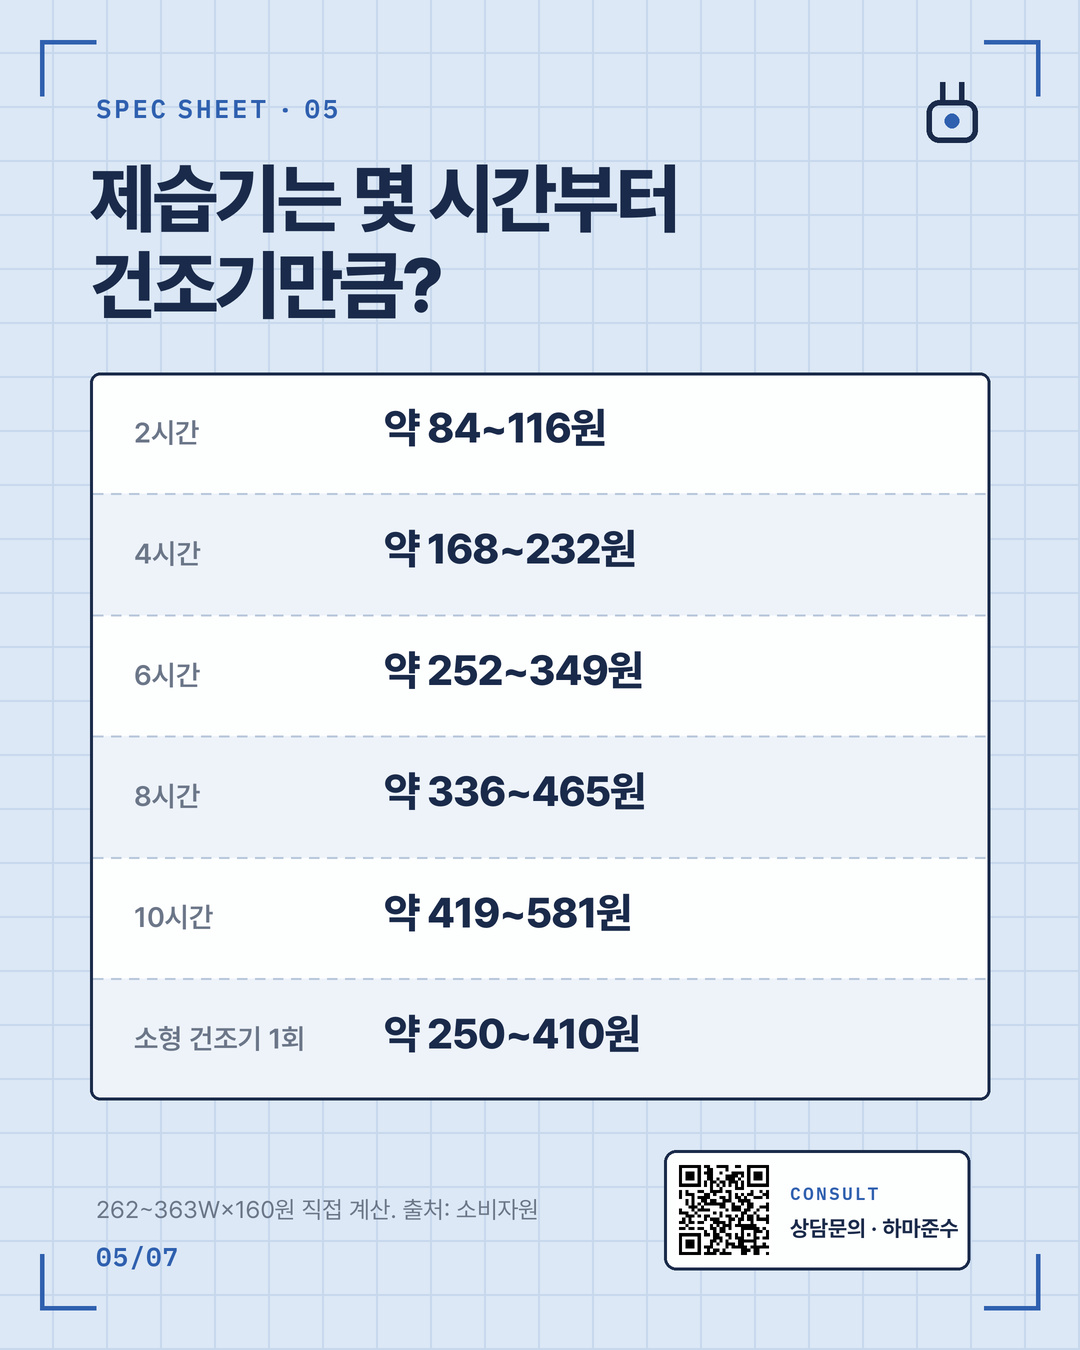 SPEC SHEET · 05
제습기는 몇 시간부터
건조기만큼?
2시간 약 84~116원
4시간 약 168~232원
6시간 약 252~349원
8시간 약 336~465원
10시간 약 419~581원
소형 건조기 1회 약 250~410원
262~363W×160원 직접 계산. 출처: 소비자원
05/07
CONSULT
상담문의 · 하마준수